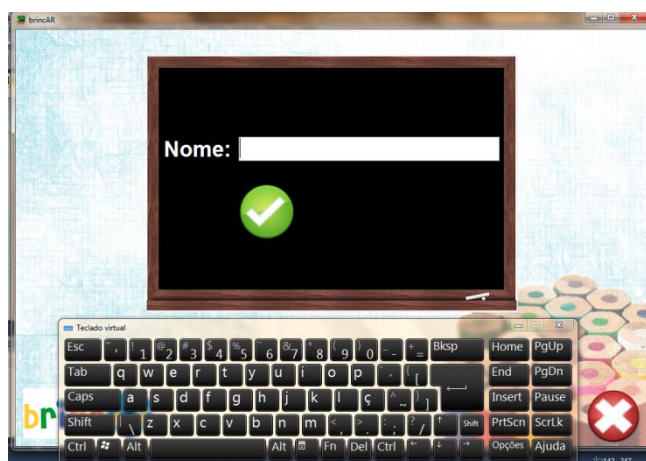 brincAR
Nome:
Teclado virtual
Esc " ' ! 1 @ 2 # 3 $ 4 % 5 ¨ 6 & 7 * 8 ( 9 ) 0 _ - + = Bksp Home PgUp
Tab q w e r t y u i o p ` ´ { [ End PgDn
Caps a s d f g h j k l ç ^ ~ } ] Insert Pause
Shift | \ z x c v b n m < , > . : ; ? / ↑ Shift PrtScn ScrLk
Ctrl Alt Alt Fn Del Ctrl ← ↓ → Opções Ajuda